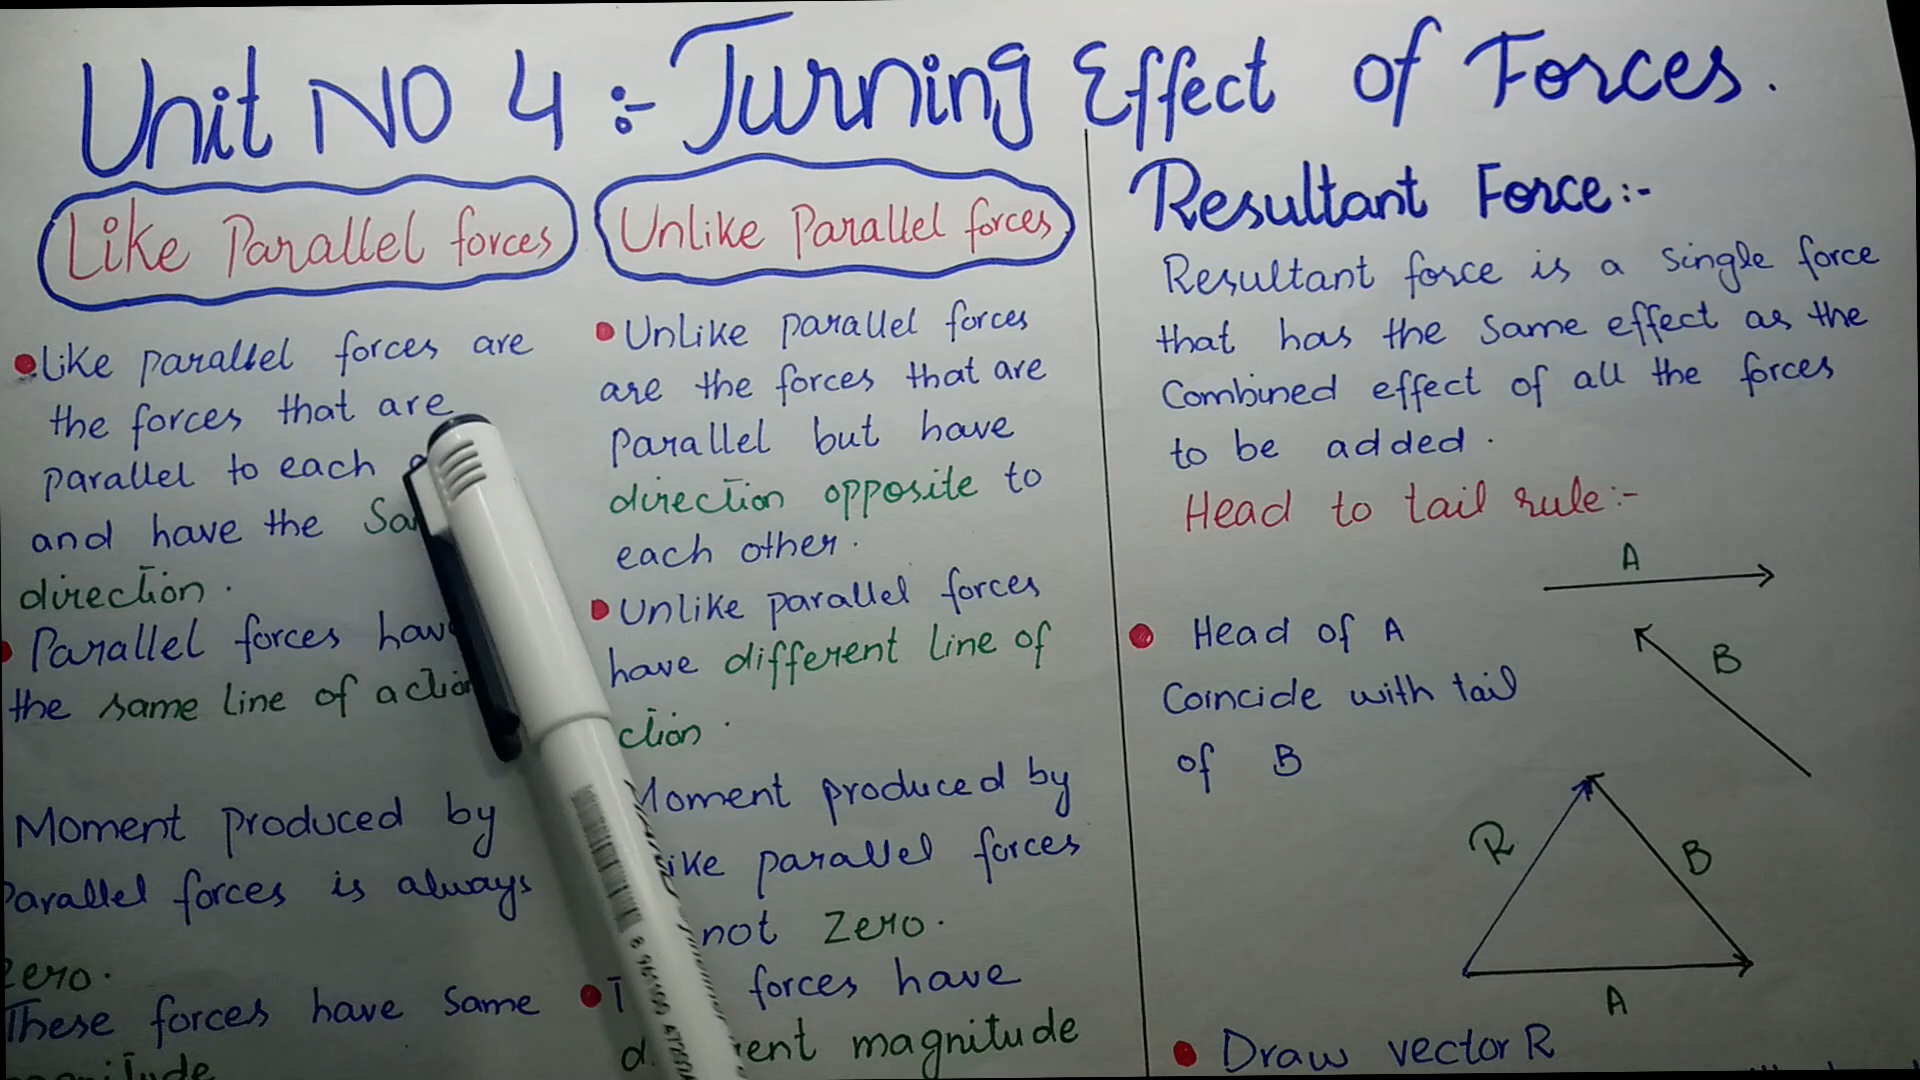 Unit NO 4 :- Turning Effect of Forces.
Like Parallel forces
Like parallel forces are
the forces that are
parallel to each
and have the
direction.
Parallel forces
the same line of action
Moment produced by
Parallel forces is always
zero.
These forces have same
Unlike Parallel forces
Unlike parallel forces
are the forces that are
parallel but have
direction opposite to
each other.
Unlike parallel forces
have different line of
ction.
Moment produced by
parallel forces
not Zero.
forces have
magnitude
Resultant Force:-
Resultant force is a single force
that has the same effect as the
Combined effect of all the forces
to be added.
Head to tail rule:-
A
B
Head of A
Coincide with tail
of B
R
B
A
Draw vector R